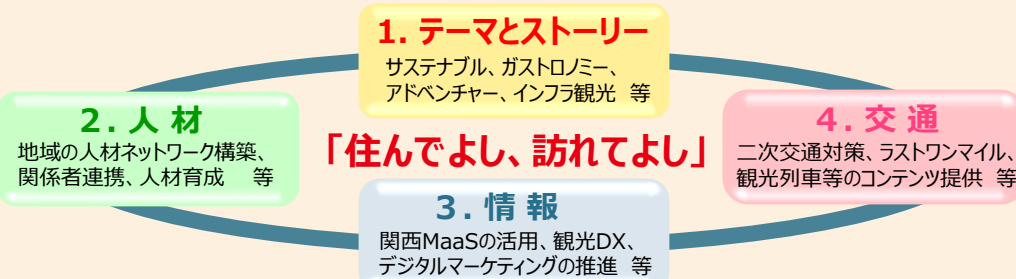 1. テーマとストーリー
サステナブル、ガストロノミー、
アドベンチャー、インフラ観光 等
2. 人 材
地域の人材ネットワーク構築、
関係者連携、人材育成 等
「住んでよし、訪れてよし」
4. 交 通
二次交通対策、ラストワンマイル、
観光列車等のコンテンツ提供 等
3. 情 報
関西MaaSの活用、観光DX、
デジタルマーケティングの推進 等